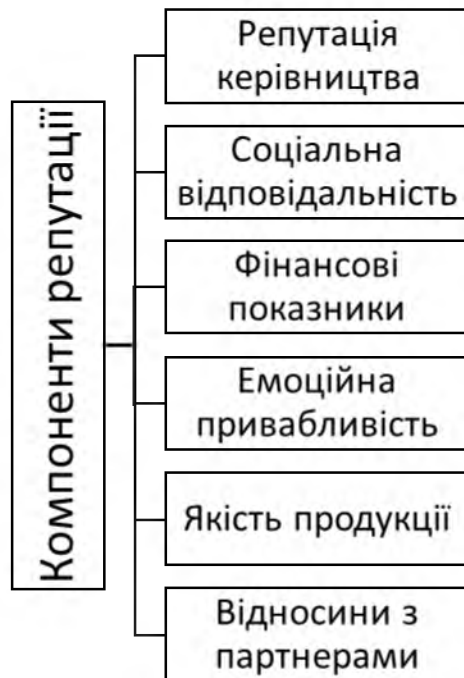 Компоненти репутації
Репутація
керівництва
Соціальна
відповідальність
Фінансові
показники
Емоційна
привабливість
Якість продукції
Відносини з
партнерами